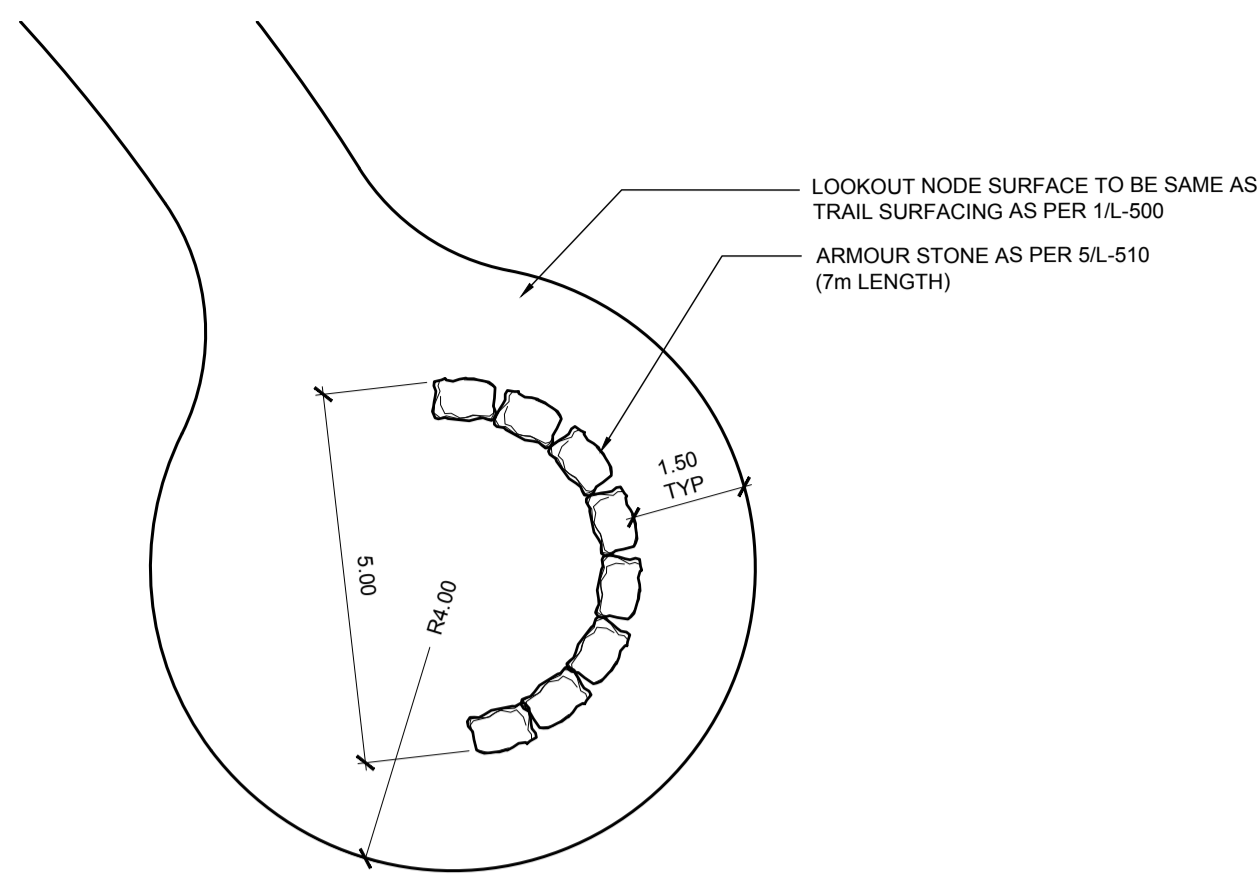 LOOKOUT NODE SURFACE TO BE SAME AS
TRAIL SURFACING AS PER 1/L-500
ARMOUR STONE AS PER 5/L-510
(7m LENGTH)
1.50
TYP
5.00
R4.00